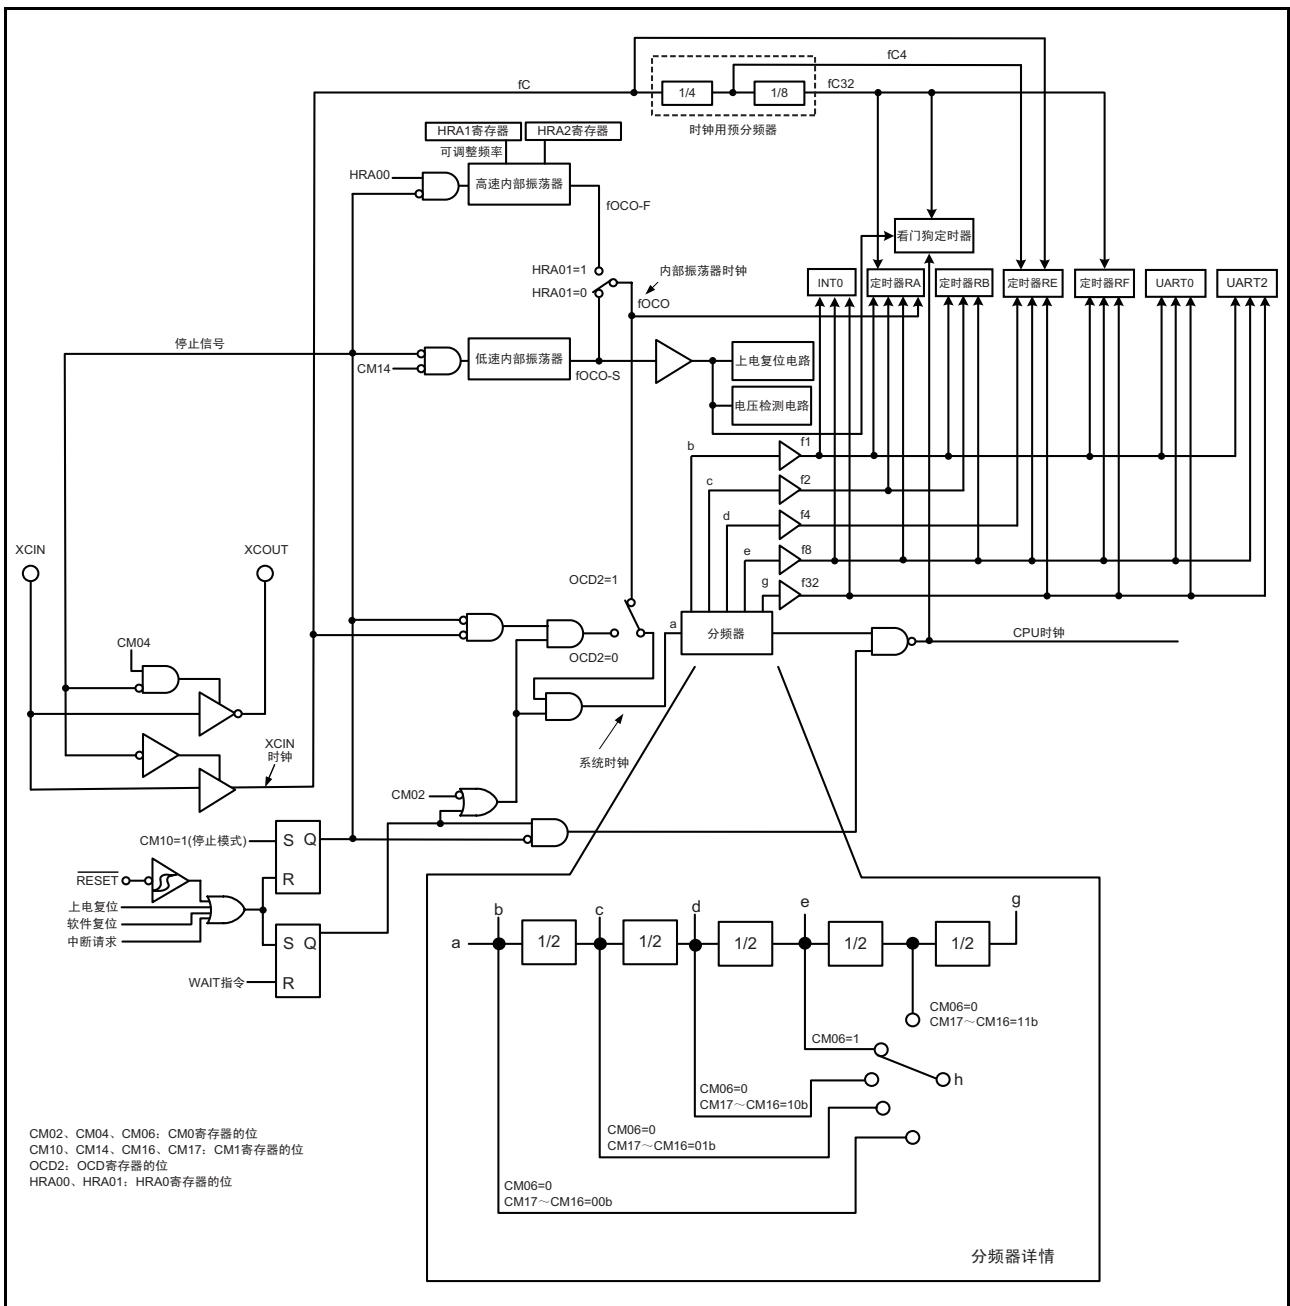 fC4
fC
1/4
1/8
fC32
时钟用预分频器
HRA1寄存器
HRA2寄存器
可调整频率
HRA00
高速内部振荡器
fOCO-F
看门狗定时器
HRA01=1
HRA01=0
内部振荡器时钟
fOCO
INT0
定时器RA
定时器RB
定时器RE
定时器RF
UART0
UART2
停止信号
CM14
低速内部振荡器
fOCO-S
上电复位电路
电压检测电路
b
f1
c
f2
d
f4
e
f8
g
f32
XCIN
XCOUT
OCD2=1
a
分频器
CPU时钟
OCD2=0
CM04
系统时钟
XCIN
时钟
CM02
CM10=1(停止模式)
S Q
R
RESET
上电复位
软件复位
中断请求
S Q
R
WAIT指令
a
b
c
d
e
g
1/2
1/2
1/2
1/2
1/2
CM06=0
CM17～CM16=11b
CM06=1
h
CM06=0
CM17～CM16=10b
CM06=0
CM17～CM16=01b
CM06=0
CM17～CM16=00b
分频器详情
CM02、CM04、CM06：CM0寄存器的位
CM10、CM14、CM16、CM17：CM1寄存器的位
OCD2：OCD寄存器的位
HRA00、HRA01：HRA0寄存器的位